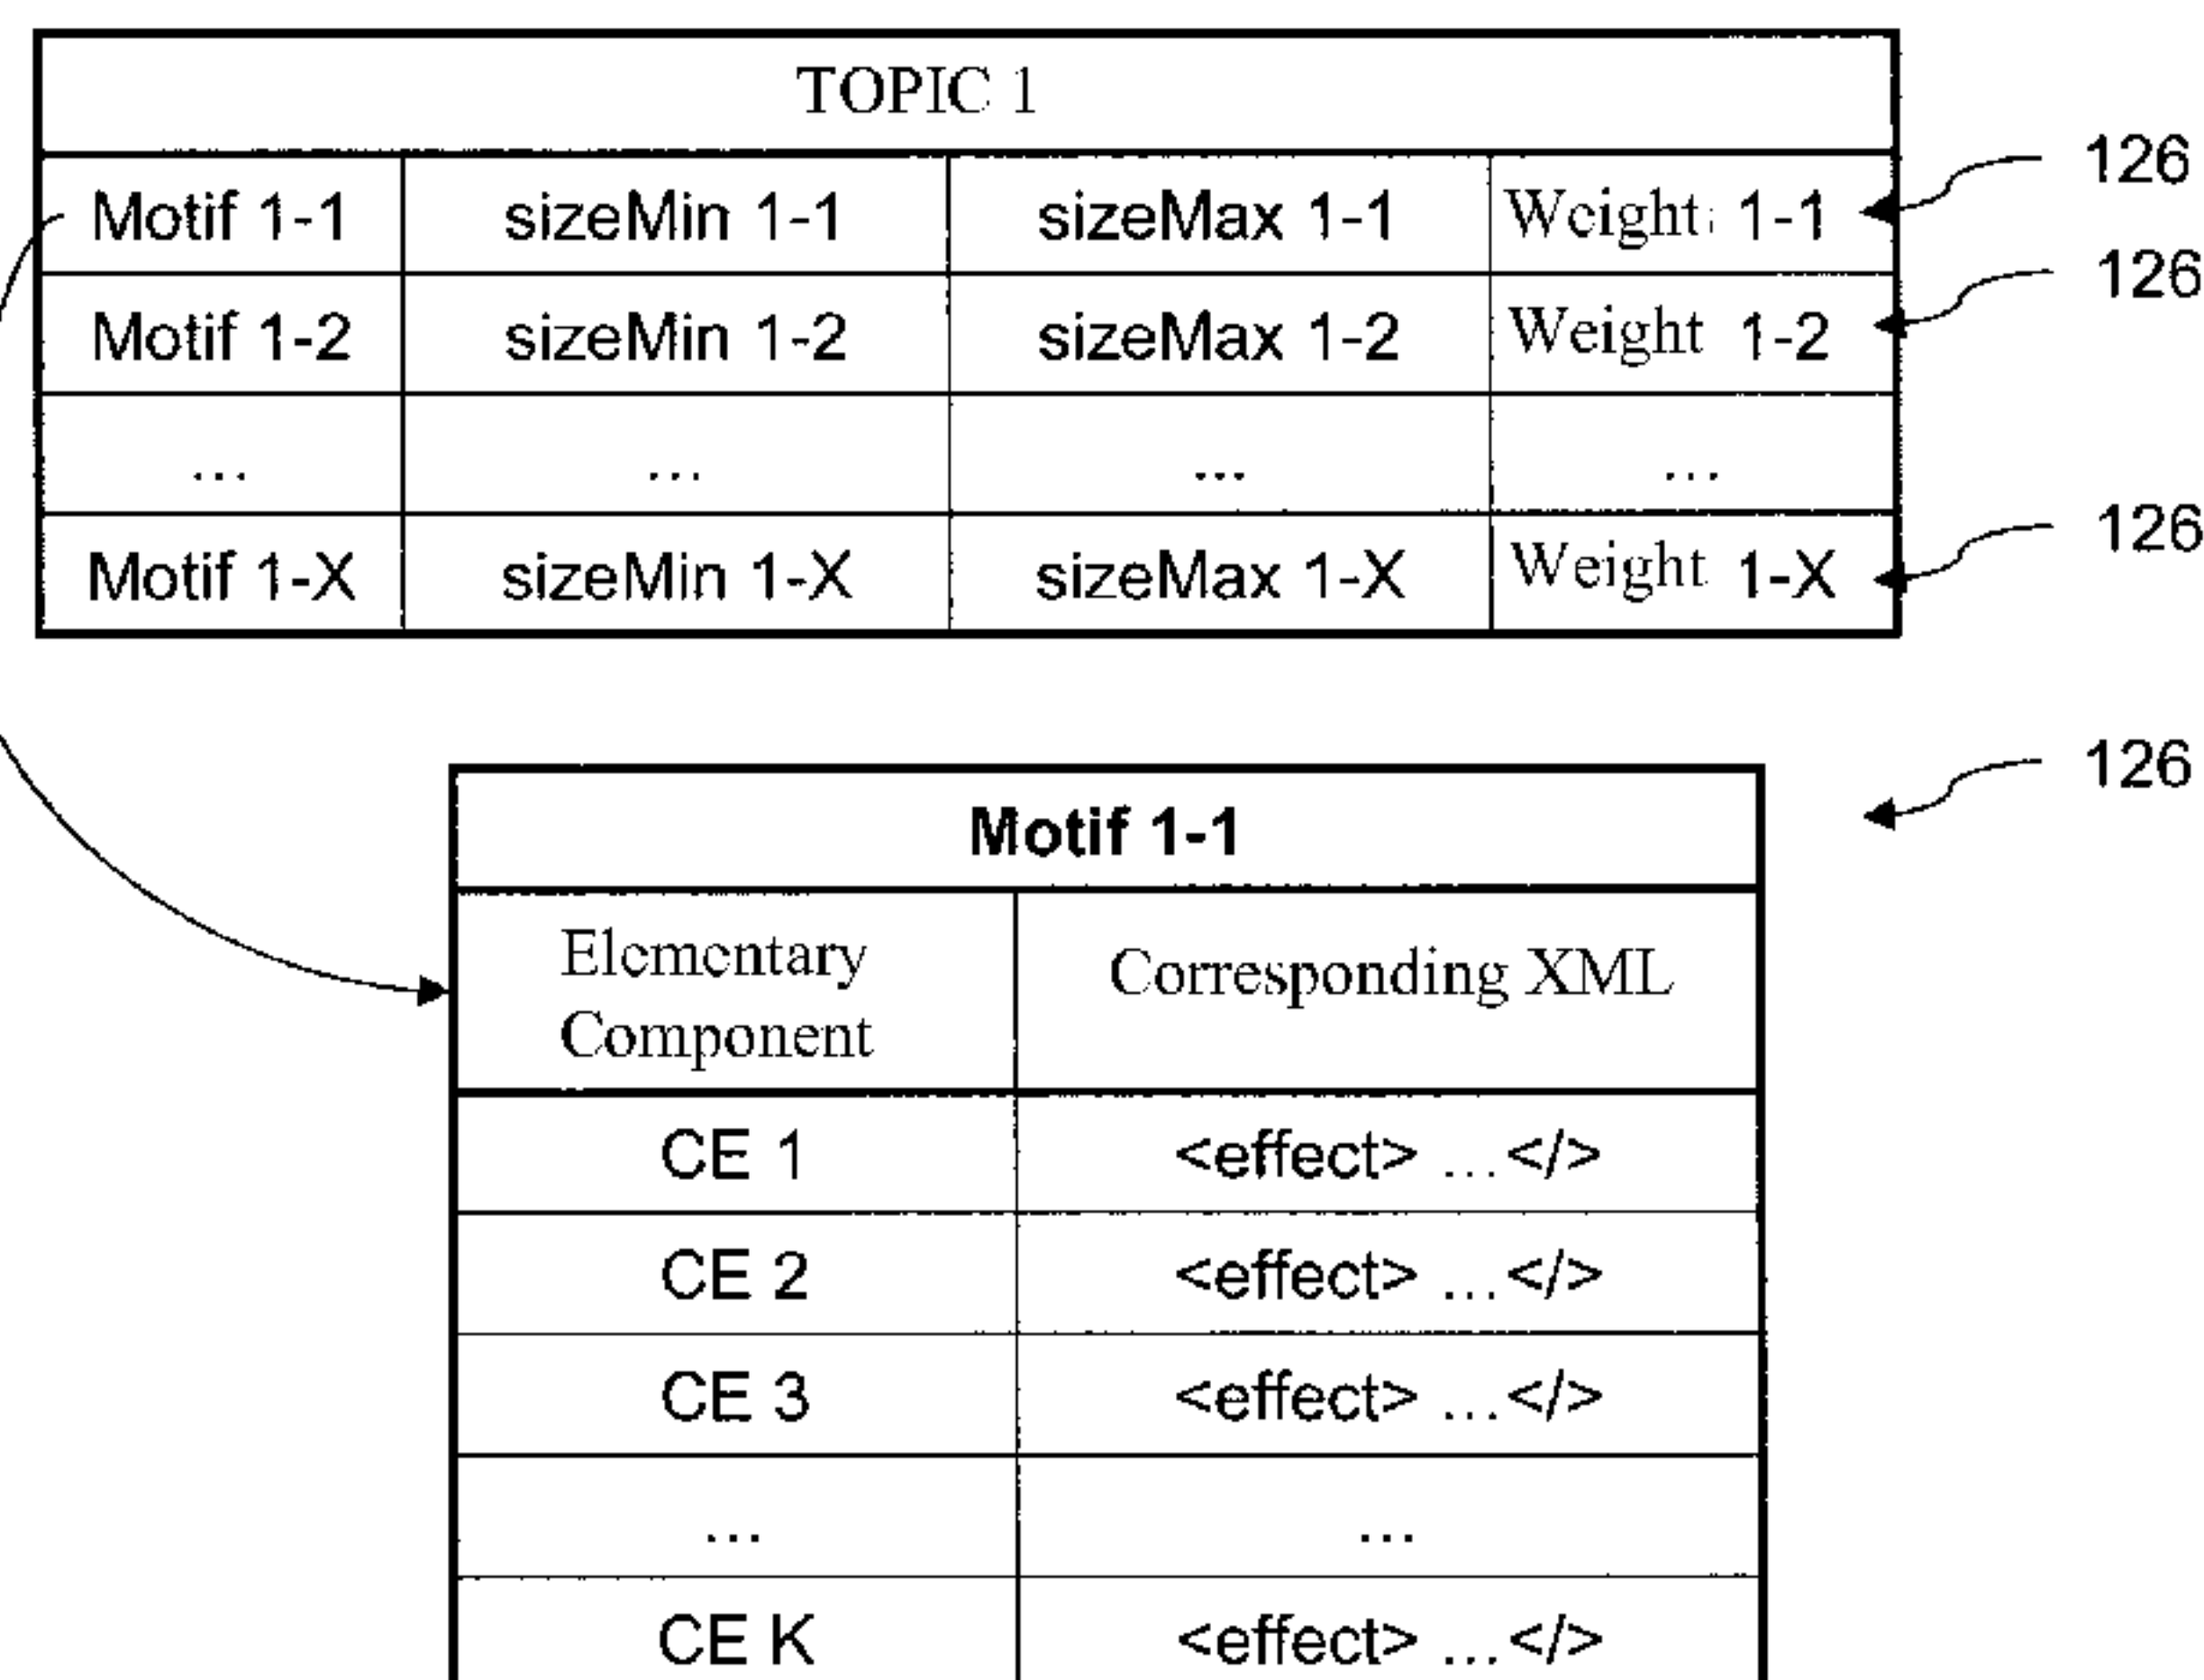 TOPIC 1
Motif 1-1 sizeMin 1-1 sizeMax 1-1 Weight 1-1 126
Motif 1-2 sizeMin 1-2 sizeMax 1-2 Weight 1-2 126
... ... ... ...
Motif 1-X sizeMin 1-X sizeMax 1-X Weight 1-X 126
126
Motif 1-1
Elementary Corresponding XML
Component
CE 1 <effect> ...</>
CE 2 <effect> ...</>
CE 3 <effect> ...</>
... ...
CE K <effect> ...</>